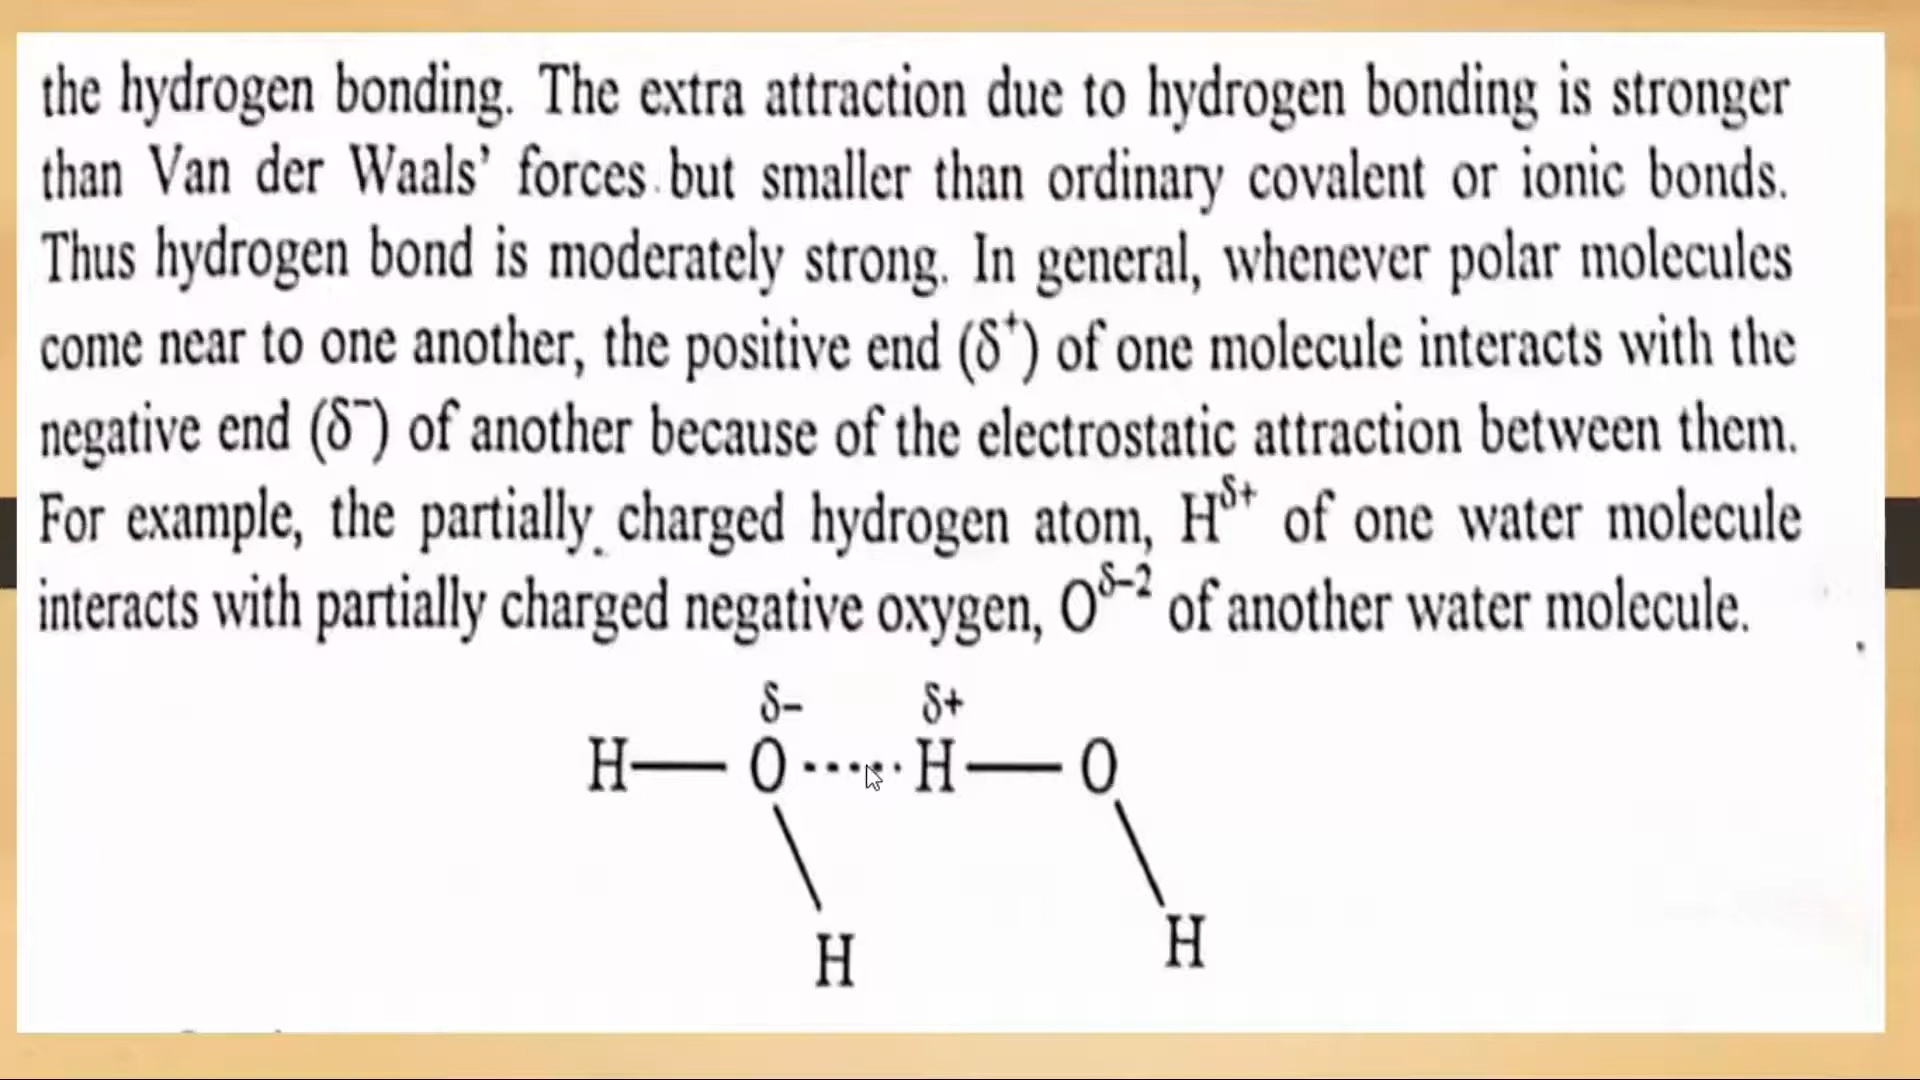 the hydrogen bonding. The extra attraction due to hydrogen bonding is stronger
than Van der Waals' forces but smaller than ordinary covalent or ionic bonds.
Thus hydrogen bond is moderately strong. In general, whenever polar molecules
come near to one another, the positive end (δ⁺) of one molecule interacts with the
negative end (δ⁻) of another because of the electrostatic attraction between them.
For example, the partially charged hydrogen atom, Hᵟ⁺ of one water molecule
interacts with partially charged negative oxygen, Oᵟ⁻² of another water molecule.
δ– δ+
H—O·····H—O
H H